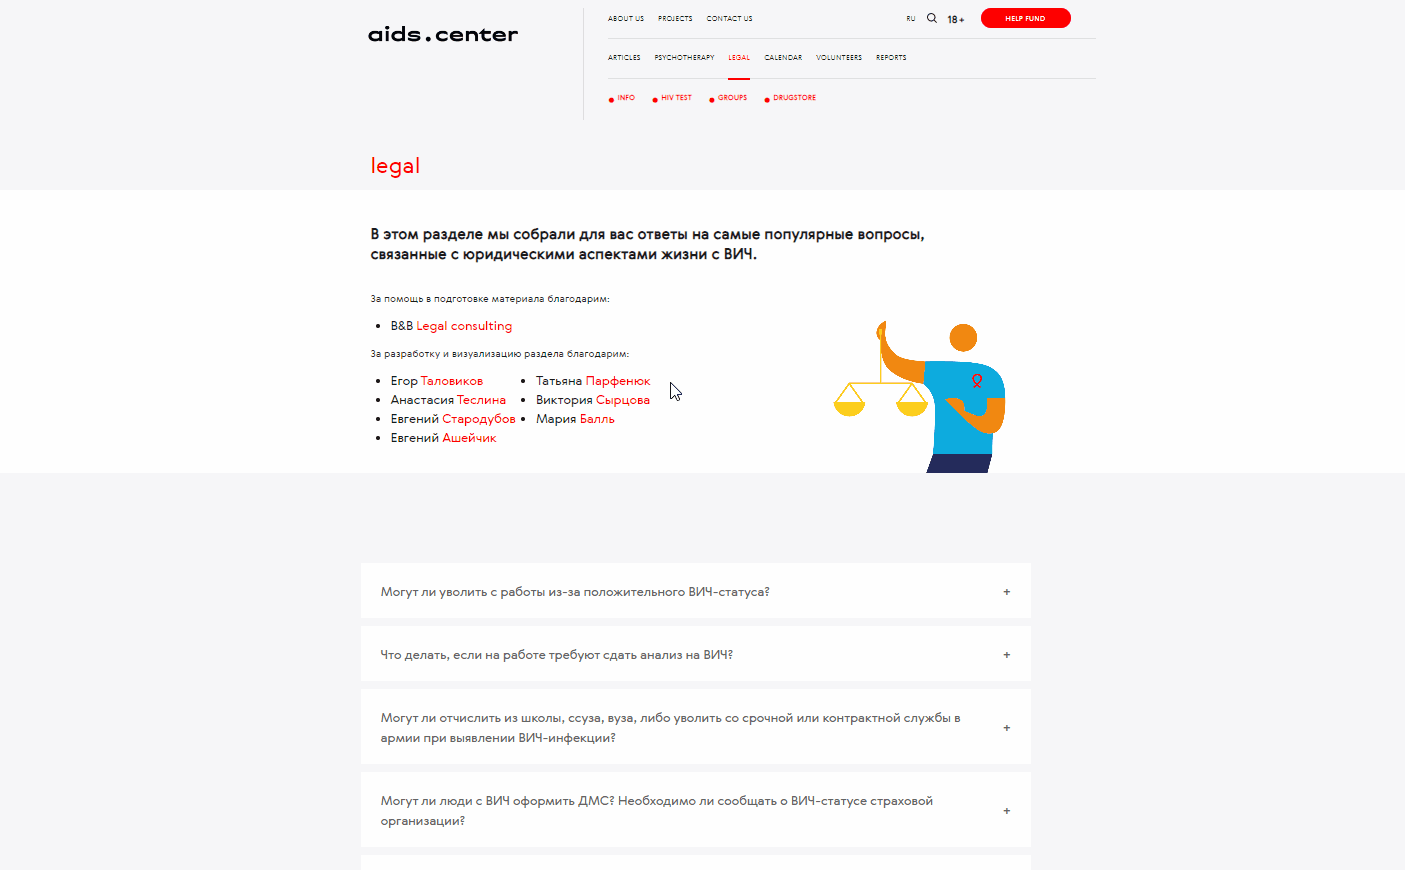 aids.center
ABOUT US PROJECTS CONTACT US RU 18+ HELP FUND
ARTICLES PSYCHOTHERAPY LEGAL CALENDAR VOLUNTEERS REPORTS
INFO HIV TEST GROUPS DRUGSTORE
legal
В этом разделе мы собрали для вас ответы на самые популярные вопросы,
связанные с юридическими аспектами жизни с ВИЧ.
За помощь в подготовке материала благодарим:
B&B Legal consulting
За разработку и визуализацию раздела благодарим:
Егор Таловиков
Анастасия Теслина
Евгений Стародубов
Евгений Ашейчик
Татьяна Парфенюк
Виктория Сырцова
Мария Балль
Могут ли уволить с работы из-за положительного ВИЧ-статуса? +
Что делать, если на работе требуют сдать анализ на ВИЧ? +
Могут ли отчислить из школы, ссуза, вуза, либо уволить со срочной или контрактной службы в
армии при выявлении ВИЧ-инфекции? +
Могут ли люди с ВИЧ оформить ДМС? Необходимо ли сообщать о ВИЧ-статусе страховой
организации? +